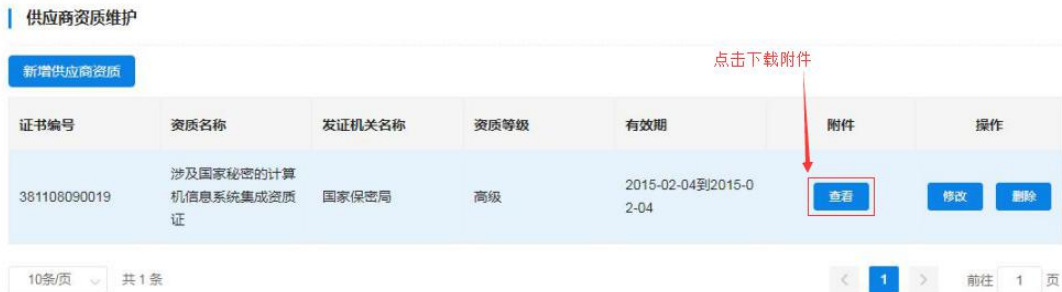 供应商资质维护
点击下载附件
新增供应商资质
证书编号 资质名称 发证机关名称 资质等级 有效期 附件 操作
涉及国家秘密的计算
381108090019 机信息系统集成资质 国家保密局 高级 2015-02-04到2015-0 查看 修改 删除
证 2-04
10条/页 共 1 条 < 1 > 前往 1 页